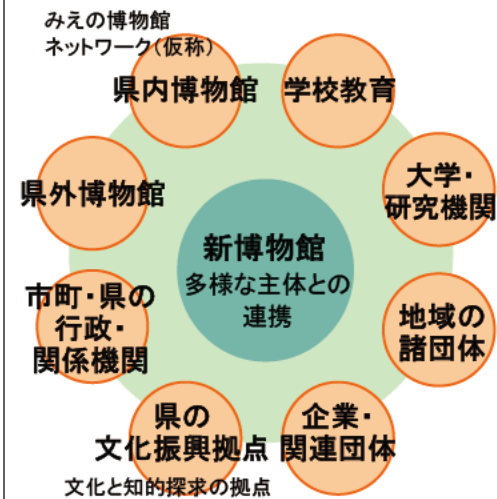 みえの博物館
ネットワーク(仮称)
県内博物館
学校教育
県外博物館
大学・
研究機関
新博物館
多様な主体との
連携
市町・県の
行政・
関係機関
地域の
諸団体
県の
文化振興拠点
企業・
関連団体
文化と知的探求の拠点